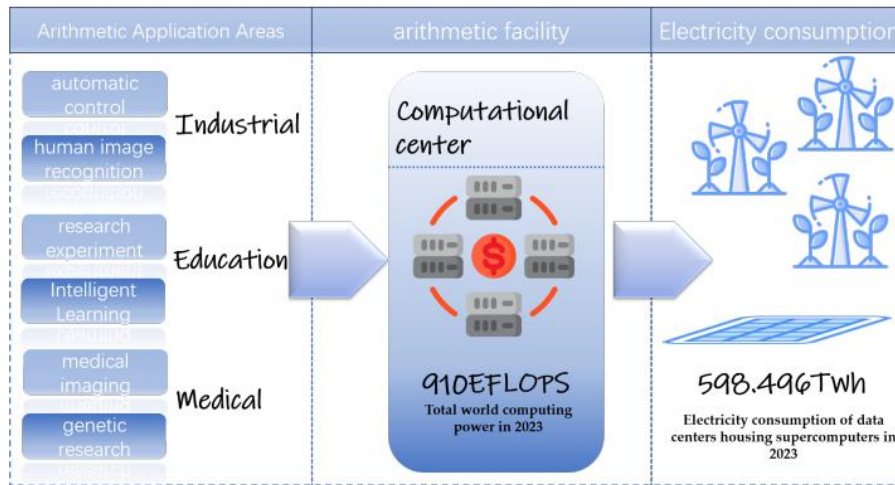 Arithmetic Application Areas
arithmetic facility
Electricity consumption
automatic
control
human image
recognition
Industrial
research
experiment
Intelligent
Learning
Education
medical
imaging
genetic
research
Medical
Computational
center
$
910EFLOPS
Total world computing
power in 2023
598.496TWh
Electricity consumption of data
centers housing supercomputers in
2023